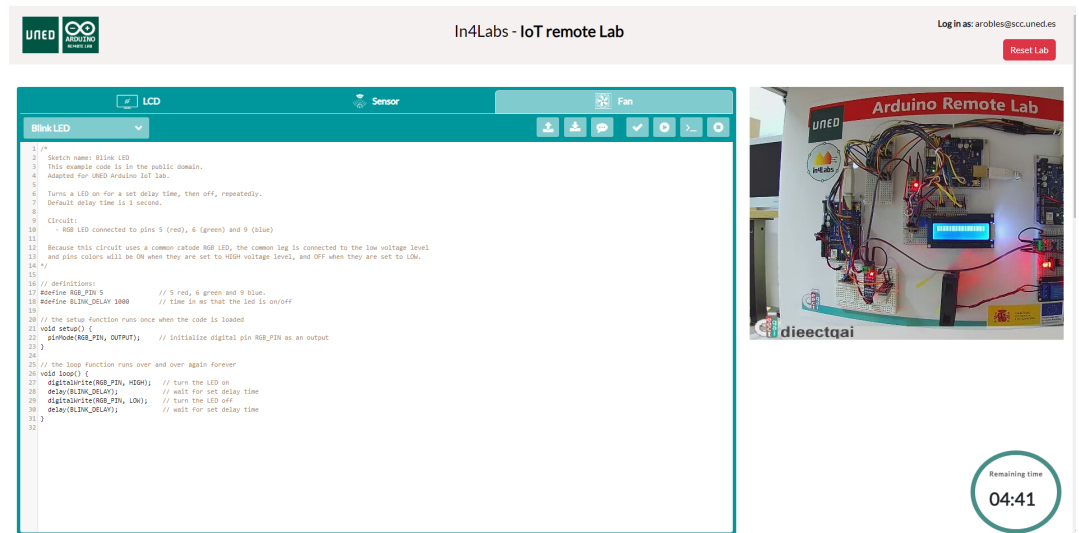 UNED
ARDUINO
REMOTE LAB
In4Labs - IoT remote Lab
Log in as: arobles@scc.uned.es
Reset Lab
LCD
Sensor
Fan
Blink LED
1 /*
2 Sketch name: Blink LED
3 This example code is in the public domain.
4 Adapted for UNED Arduino IoT lab.
5
6 Turns a LED on for a set delay time, then off, repeatedly.
7 Default delay time is 1 second.
8
9 Circuit:
10 - RGB LED connected to pins 5 (red), 6 (green) and 9 (blue)
11
12 Because this circuit uses a common catode RGB LED, the common leg is connected to the low voltage level
13 and pins colors will be ON when they are set to HIGH voltage level, and OFF when they are set to LOW.
14 */
15
16 // definitions:
17 #define RGB_PIN 5 // 5 red, 6 green and 9 blue.
18 #define BLINK_DELAY 1000 // time in ms that the led is on/off
19
20 // the setup function runs once when the code is loaded
21 void setup() {
22 pinMode(RGB_PIN, OUTPUT); // initialize digital pin RGB_PIN as an output
23 }
24
25 // the loop function runs over and over again forever
26 void loop() {
27 digitalWrite(RGB_PIN, HIGH); // turn the LED on
28 delay(BLINK_DELAY); // wait for set delay time
29 digitalWrite(RGB_PIN, LOW); // turn the LED off
30 delay(BLINK_DELAY); // wait for set delay time
31 }
32
Arduino Remote Lab
UNED
in4Labs
dieectqai
Remaining time
04:41